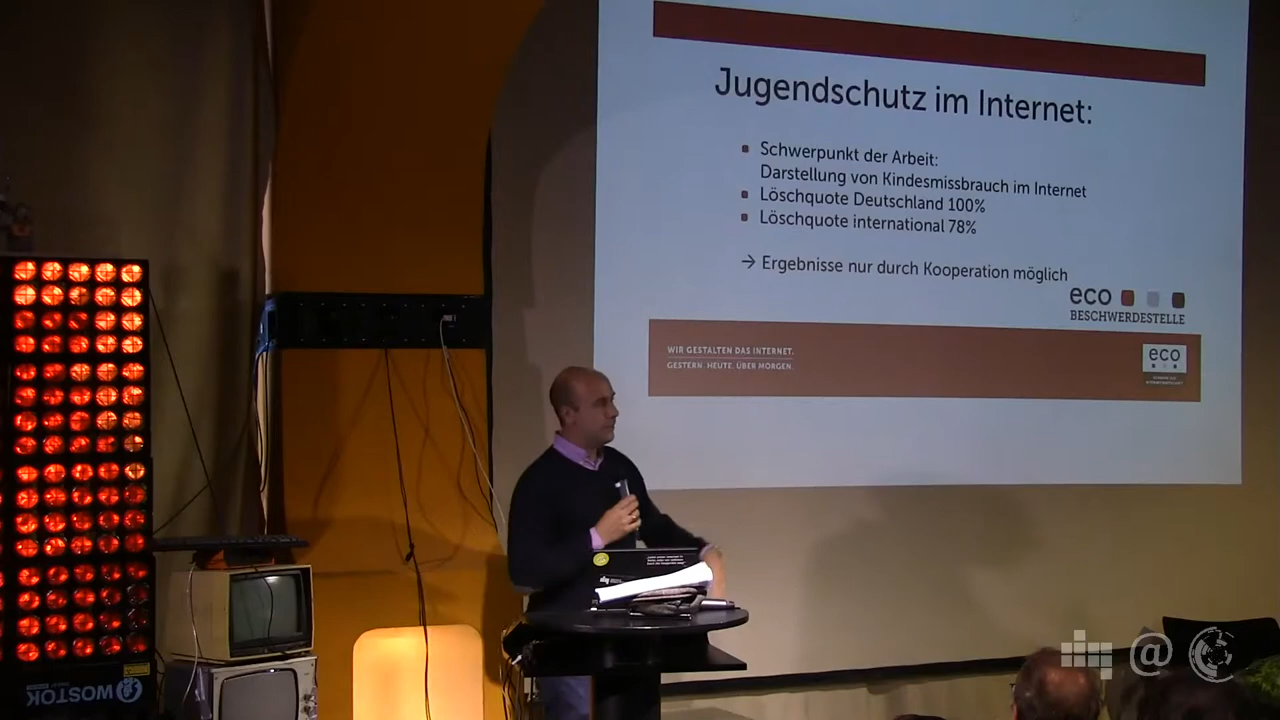 Jugendschutz im Internet:
Schwerpunkt der Arbeit:
Darstellung von Kindesmissbrauch im Internet
Löschquote Deutschland 100%
Löschquote international 78%
→ Ergebnisse nur durch Kooperation möglich
eco
BESCHWERDESTELLE
WIR GESTALTEN DAS INTERNET.
GESTERN. HEUTE. ÜBER MORGEN.
eco
WOSTOK
@